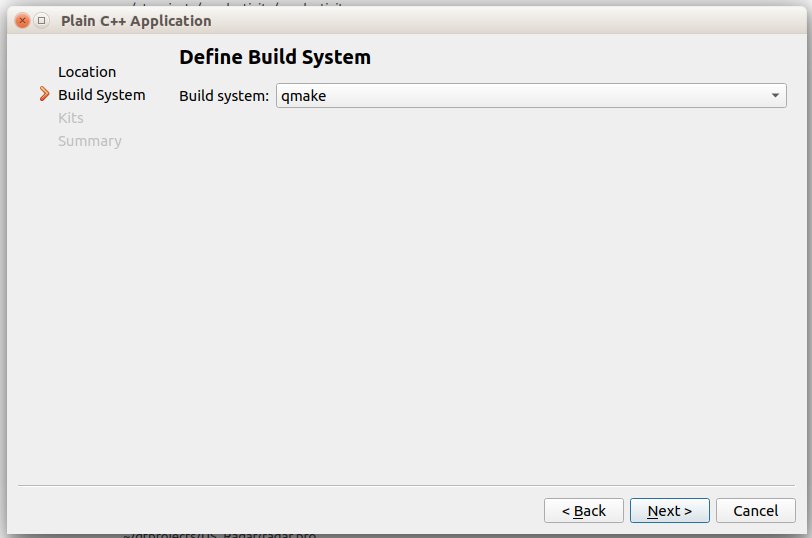 Plain C++ Application
Location
Build System
Kits
Summary
Define Build System
Build system: qmake
< Back
Next >
Cancel